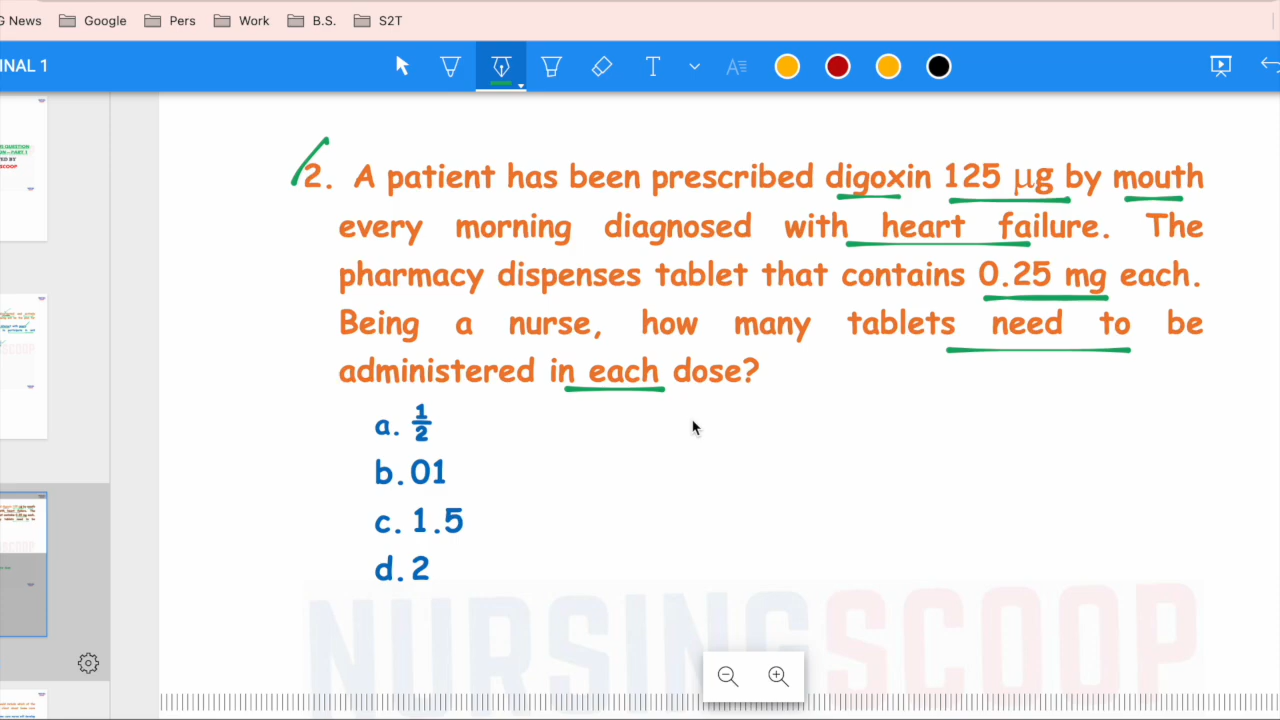 G News Google Pers Work B.S. S2T
INAL 1
T A
2. A patient has been prescribed digoxin 125 µg by mouth
every morning diagnosed with heart failure. The
pharmacy dispenses tablet that contains 0.25 mg each.
Being a nurse, how many tablets need to be
administered in each dose?
a. 1/2
b. 01
c. 1.5
d. 2
NURSINGSCOOP